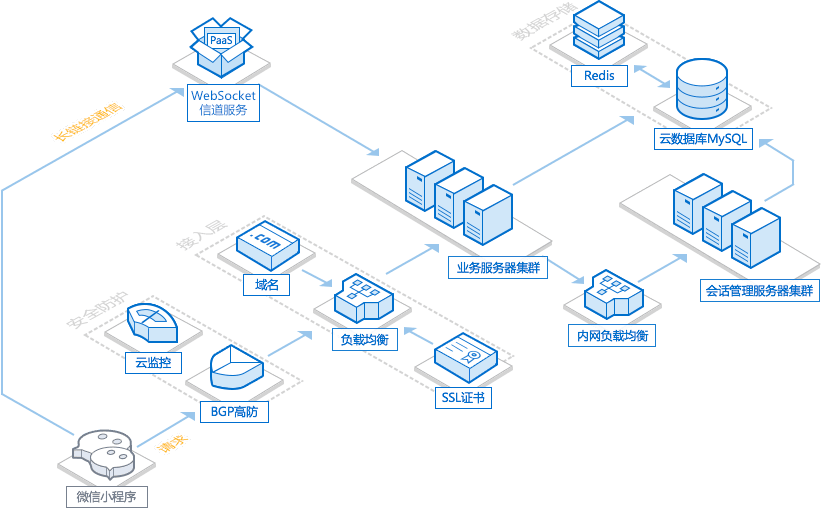 数据存储
PaaS
Redis
WebSocket
信道服务
长链接通信
云数据库MySQL
接入层
.com
域名
业务服务器集群
会话管理服务器集群
安全防护
负载均衡
内网负载均衡
云监控
SSL证书
BGP高防
请求
微信小程序